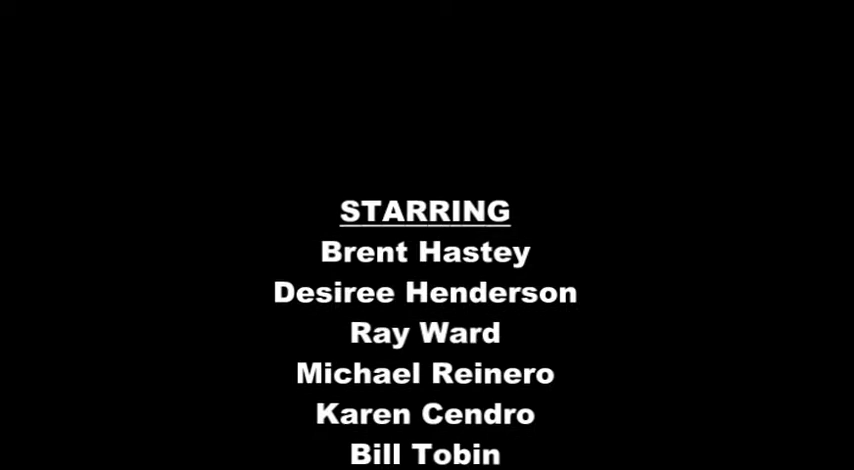 STARRING
Brent Hastey
Desiree Henderson
Ray Ward
Michael Reinero
Karen Cendro
Bill Tobin